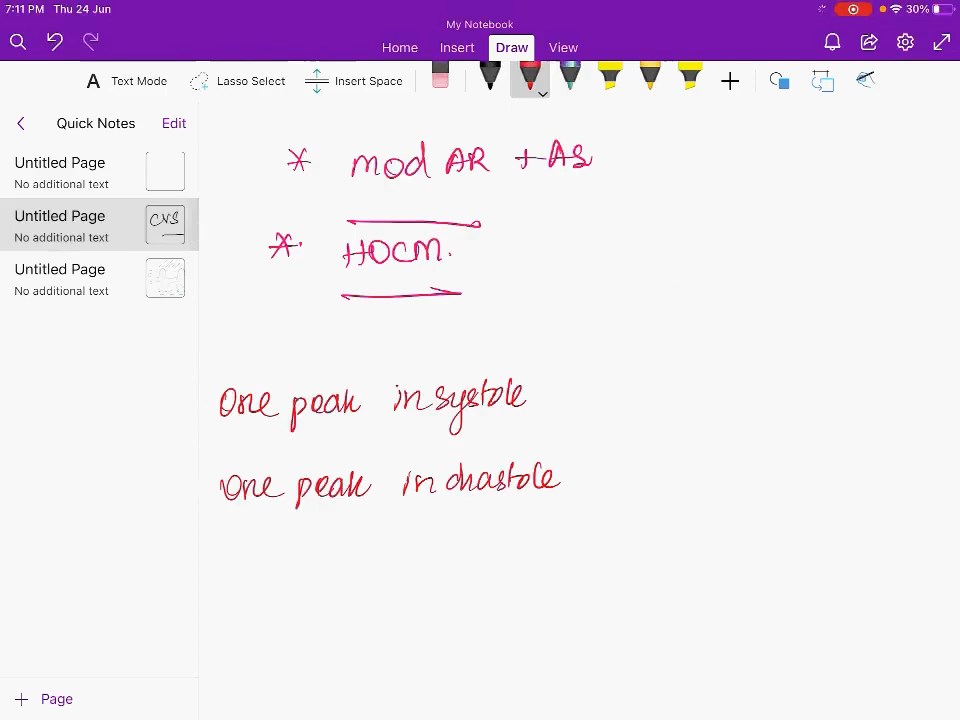 7:11 PM Thu 24 Jun 30%
My Notebook
Home Insert Draw View
Text Mode Lasso Select Insert Space
Quick Notes Edit
Untitled Page
No additional text
Untitled Page
No additional text
CNS
Untitled Page
No additional text
* mod AR + AS
* HOCM.
One peak in systole
One peak in diastole
+ Page